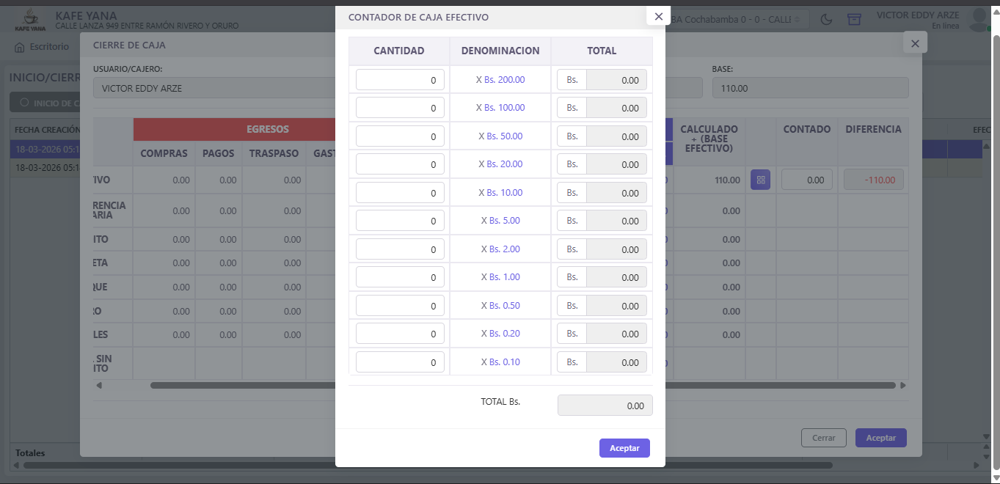 KAFE YANA
CALLE LANZA 949 ENTRE RAMÓN RIVERO Y ORURO
KAFE YANA
BA Cochabamba 0 - 0 - CALLI
VICTOR EDDY ARZE
En linea
Escritorio
INICIO/CIERR
INICIO DE C
FECHA CREACIÓN
EFEC
18-03-2026 05:1
18-03-2026 05:1
Totales
CIERRE DE CAJA
USUARIO/CAJERO:
VICTOR EDDY ARZE
BASE:
110.00
EGRESOS
CALCULADO + (BASE EFECTIVO)
CONTADO
DIFERENCIA
COMPRAS PAGOS TRASPASO GAST
IVO 0.00 0.00 0.00 110.00 0.00 -110.00
RENCIA ARIA 0.00 0.00 0.00 0.00
ITO 0.00 0.00 0.00 0.00
ETA 0.00 0.00 0.00 0.00
QUE 0.00 0.00 0.00 0.00
RO 0.00 0.00 0.00 0.00
LES 0.00 0.00 0.00 0.00
SIN
ITO
Cerrar
Aceptar
CONTADOR DE CAJA EFECTIVO
CANTIDAD DENOMINACION TOTAL
0 X Bs. 200.00 Bs. 0.00
0 X Bs. 100.00 Bs. 0.00
0 X Bs. 50.00 Bs. 0.00
0 X Bs. 20.00 Bs. 0.00
0 X Bs. 10.00 Bs. 0.00
0 X Bs. 5.00 Bs. 0.00
0 X Bs. 2.00 Bs. 0.00
0 X Bs. 1.00 Bs. 0.00
0 X Bs. 0.50 Bs. 0.00
0 X Bs. 0.20 Bs. 0.00
0 X Bs. 0.10 Bs. 0.00
TOTAL Bs. 0.00
Aceptar